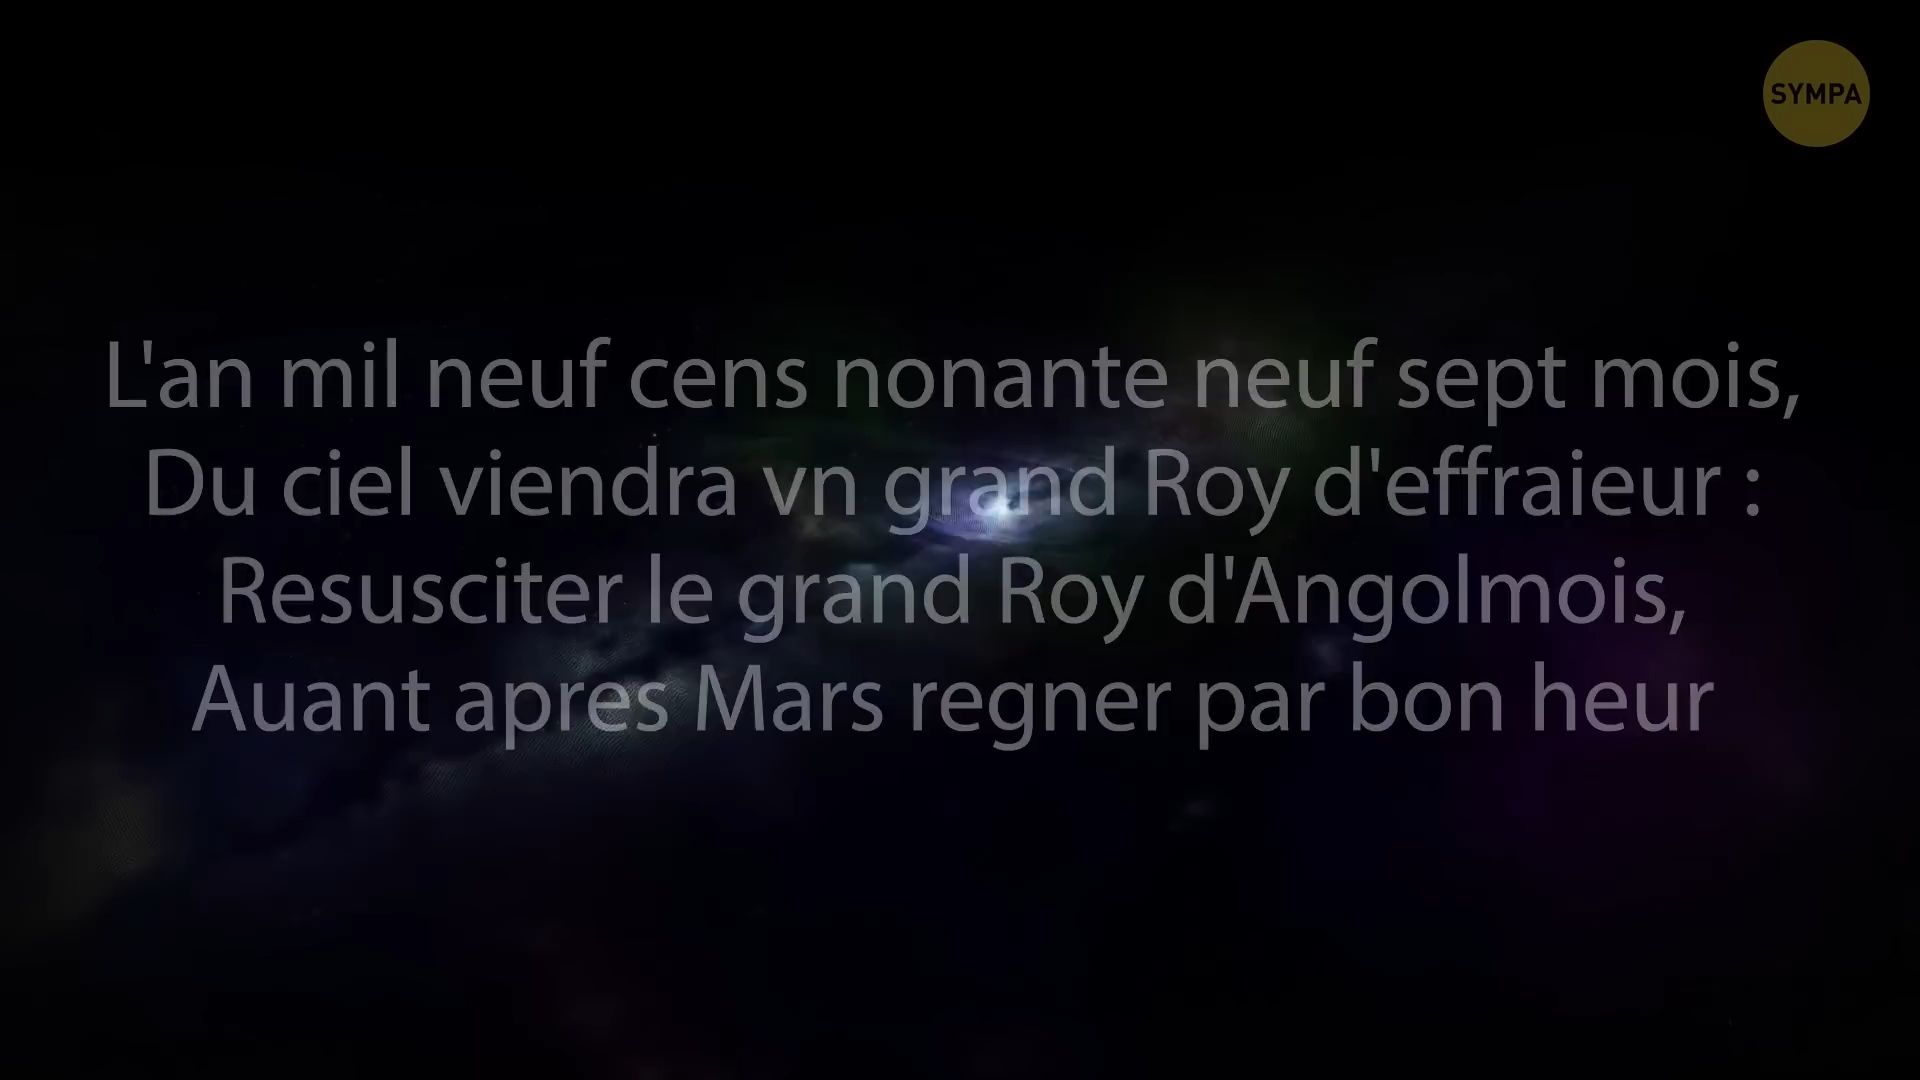 SYMPA
L'an mil neuf cens nonante neuf sept mois,
Du ciel viendra vn grand Roy d'effraieur :
Resusciter le grand Roy d'Angolmois,
Auant apres Mars regner par bon heur